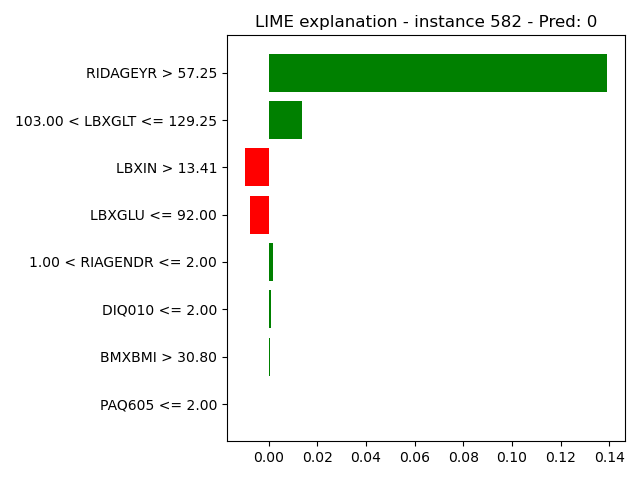 LIME explanation - instance 582 - Pred: 0
RIDAGEYR > 57.25
103.00 < LBXGLT <= 129.25
LBXIN > 13.41
LBXGLU <= 92.00
1.00 < RIAGENDR <= 2.00
DIQ010 <= 2.00
BMXBMI > 30.80
PAQ605 <= 2.00
0.00 0.02 0.04 0.06 0.08 0.10 0.12 0.14